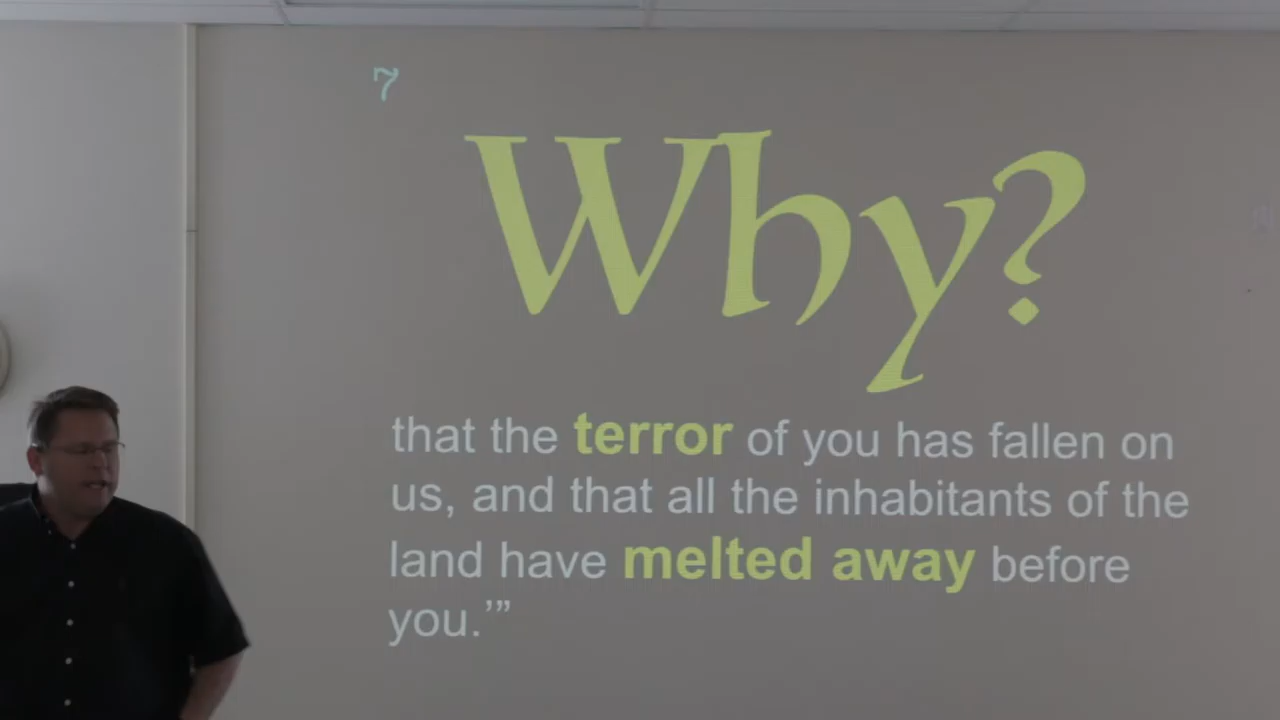 7
Why?
that the terror of you has fallen on
us, and that all the inhabitants of the
land have melted away before
you.’”